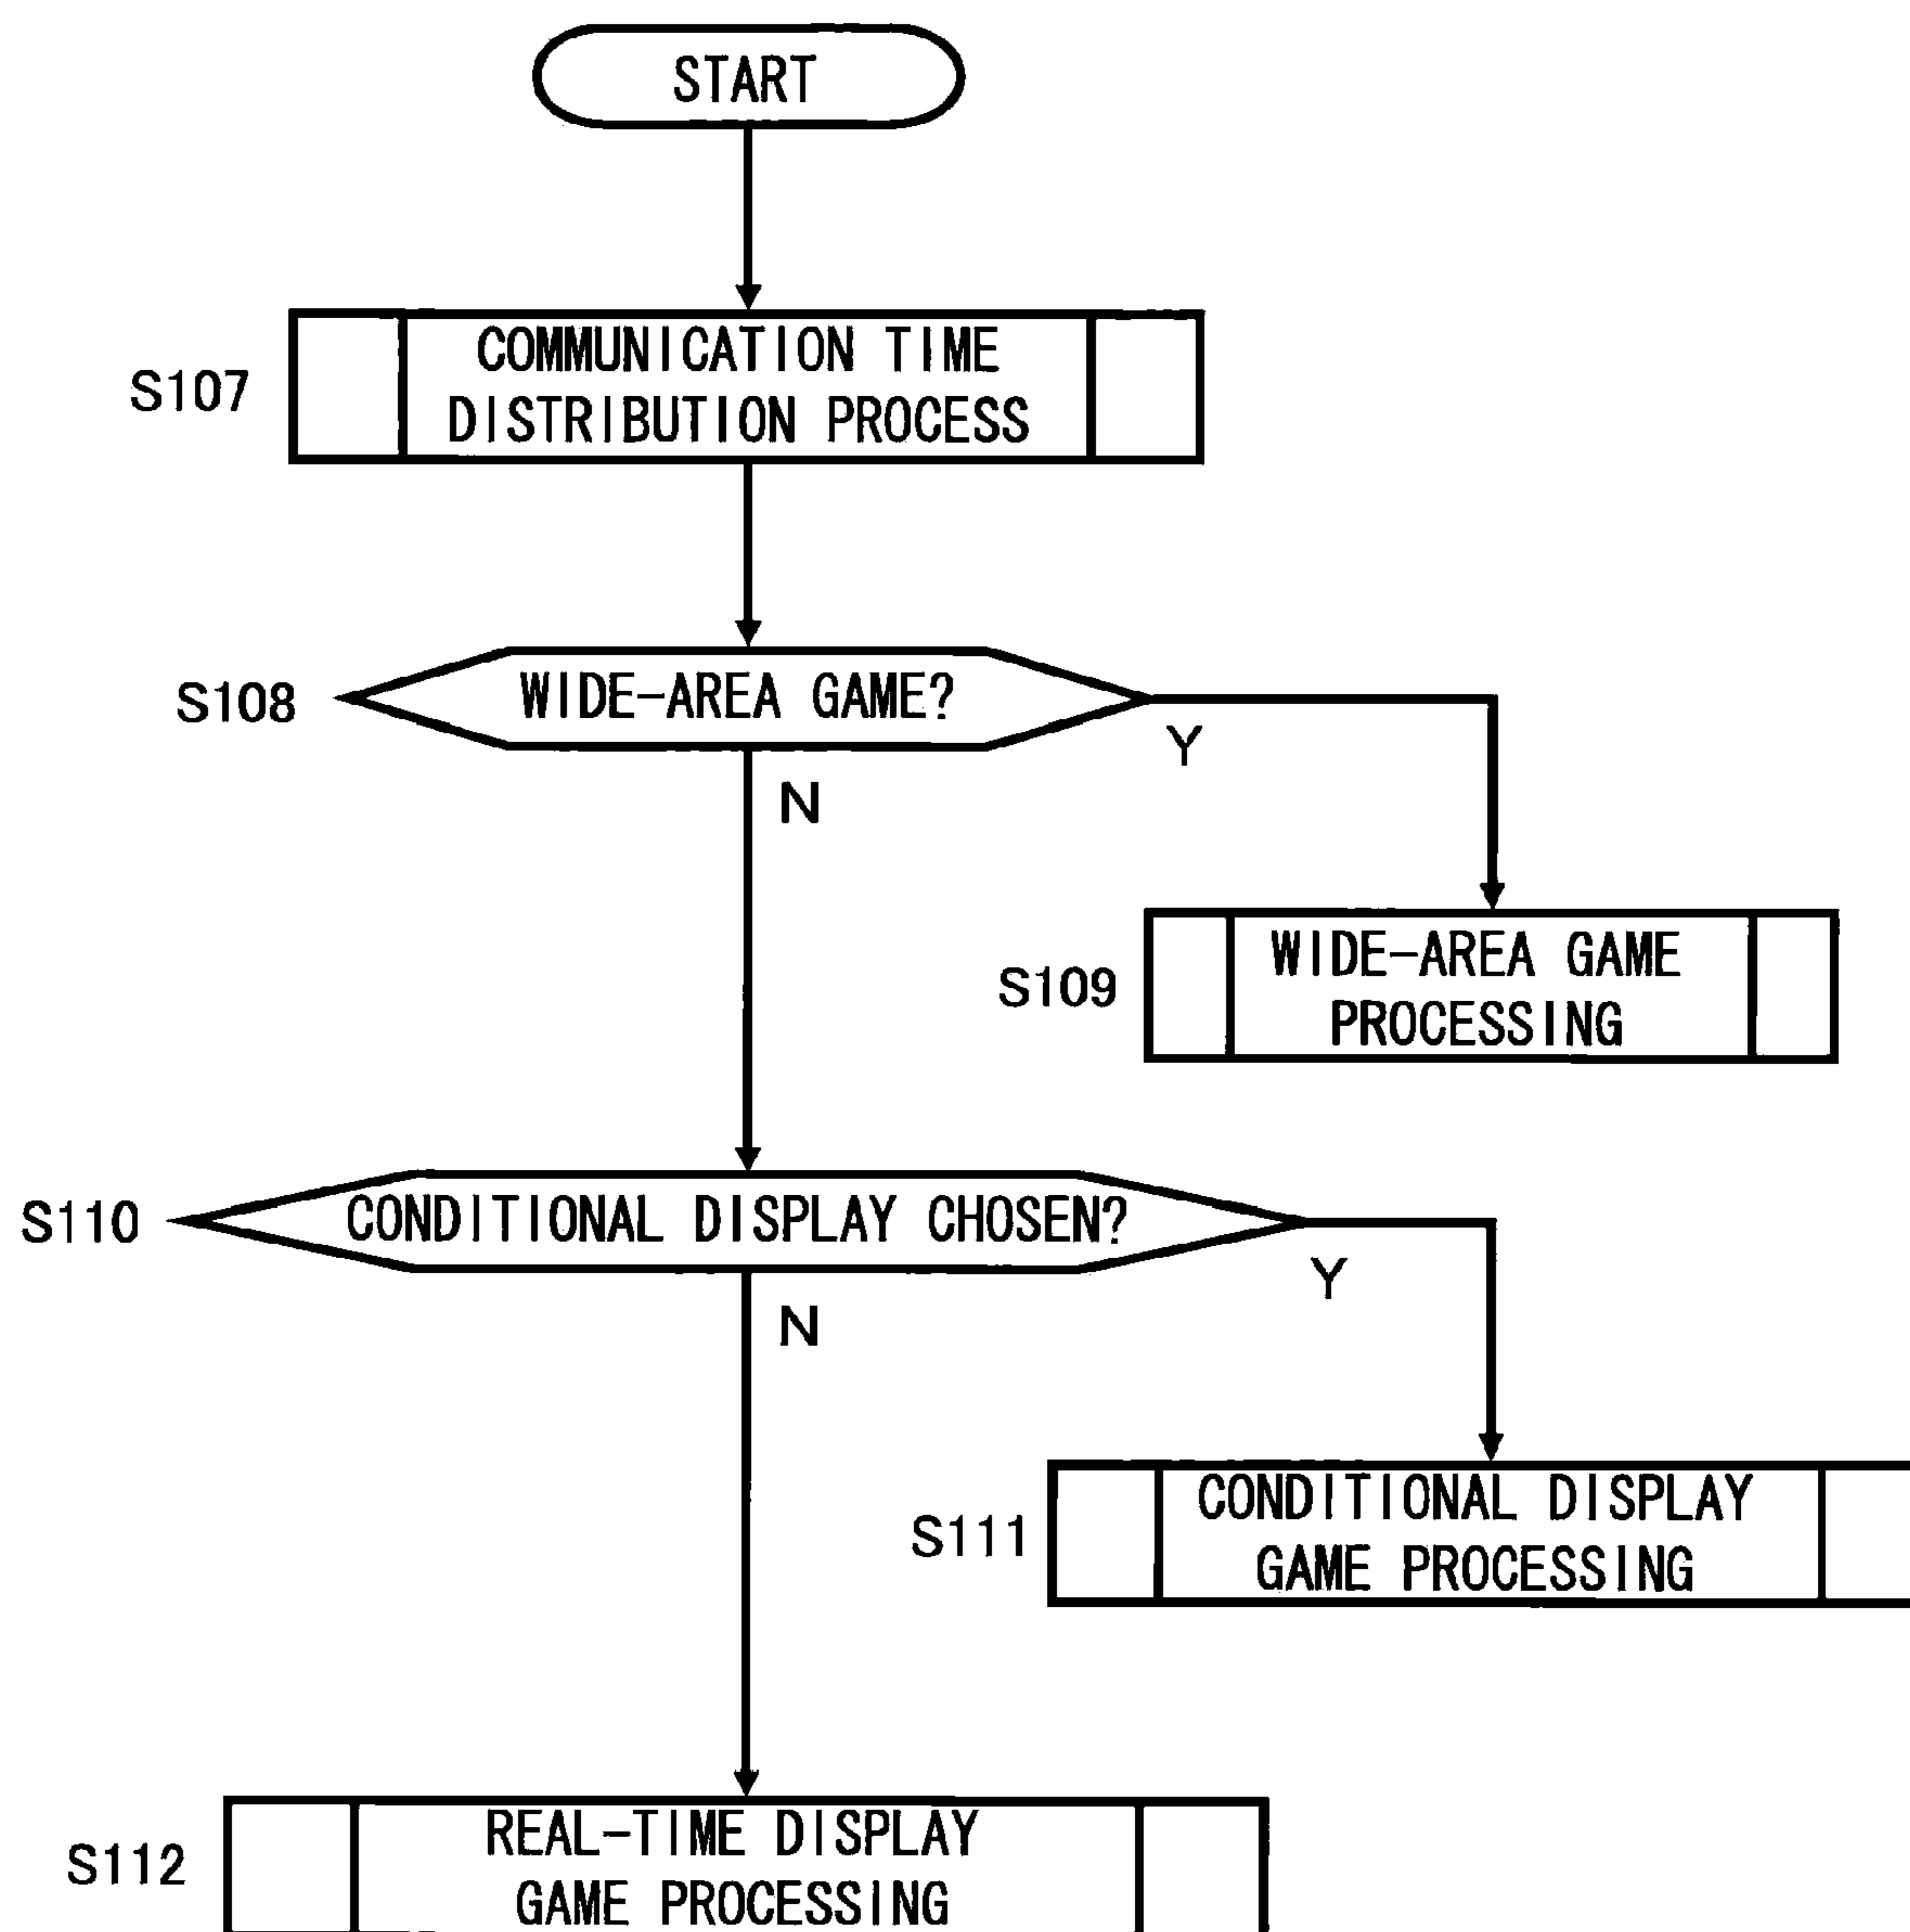 START
S107
COMMUNICATION TIME
DISTRIBUTION PROCESS
S108
WIDE-AREA GAME?
Y
N
S109
WIDE-AREA GAME
PROCESSING
S110
CONDITIONAL DISPLAY CHOSEN?
Y
N
S111
CONDITIONAL DISPLAY
GAME PROCESSING
S112
REAL-TIME DISPLAY
GAME PROCESSING